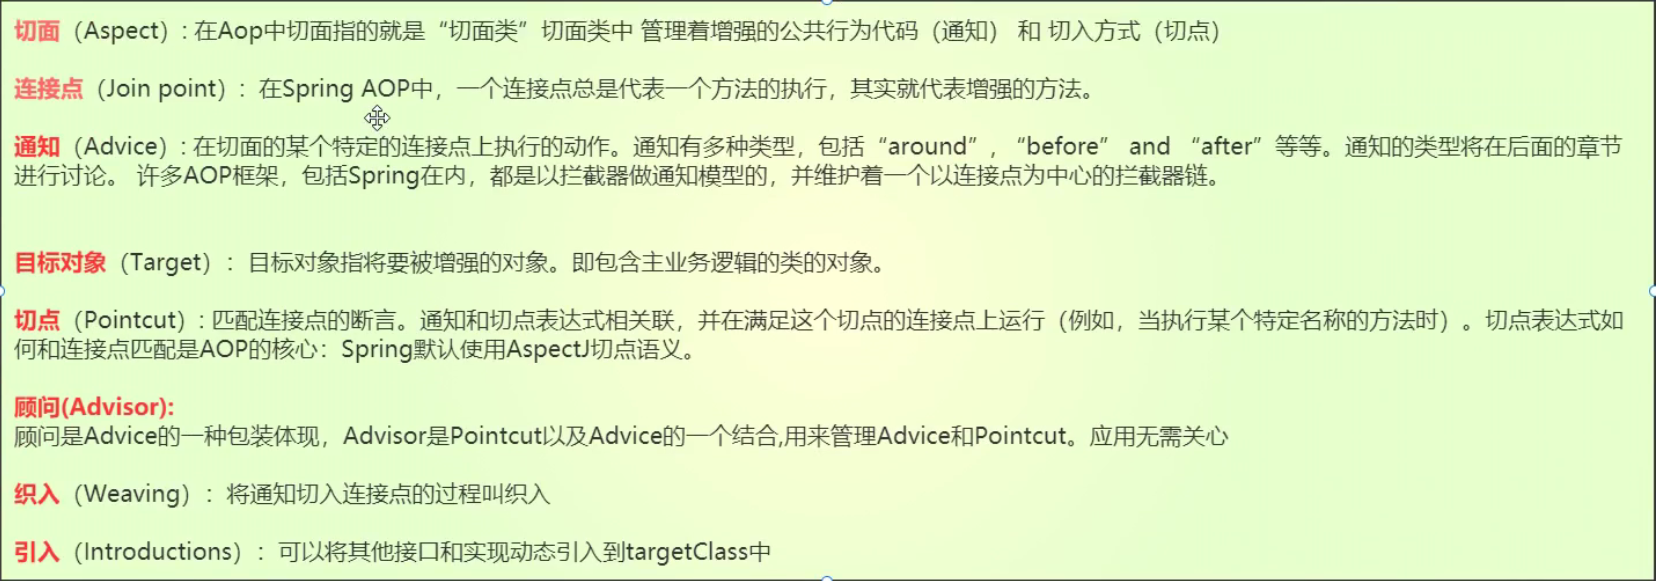 切面（Aspect）: 在Aop中切面指的就是“切面类”切面类中 管理着增强的公共行为代码（通知） 和 切入方式（切点）
连接点（Join point）：在Spring AOP中，一个连接点总是代表一个方法的执行，其实就代表增强的方法。
通知（Advice）: 在切面的某个特定的连接点上执行的动作。通知有多种类型，包括“around”, “before” and “after”等等。通知的类型将在后面的章节
进行讨论。 许多AOP框架，包括Spring在内，都是以拦截器做通知模型的，并维护着一个以连接点为中心的拦截器链。
目标对象（Target）：目标对象指将要被增强的对象。即包含主业务逻辑的类的对象。
切点（Pointcut）: 匹配连接点的断言。通知和切点表达式相关联，并在满足这个切点的连接点上运行（例如，当执行某个特定名称的方法时）。切点表达式如
何和连接点匹配是AOP的核心：Spring默认使用AspectJ切点语义。
顾问(Advisor):
顾问是Advice的一种包装体现，Advisor是Pointcut以及Advice的一个结合,用来管理Advice和Pointcut。应用无需关心
织入（Weaving）：将通知切入连接点的过程叫织入
引入（Introductions）：可以将其他接口和实现动态引入到targetClass中